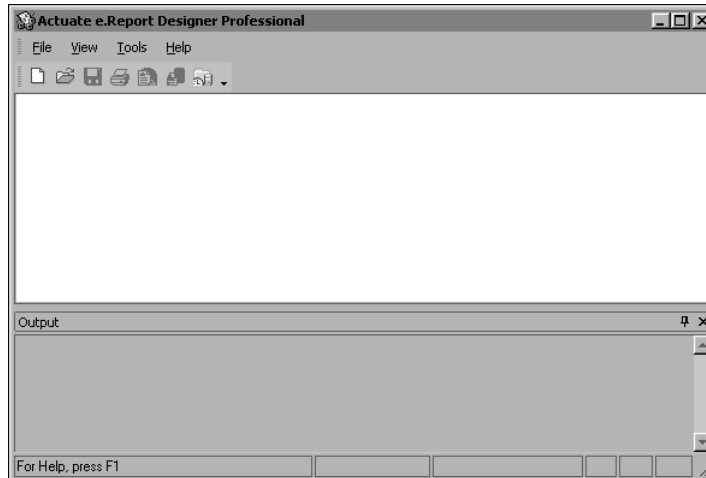 Actuate e.Report Designer Professional
File View Tools Help
Output
For Help, press F1